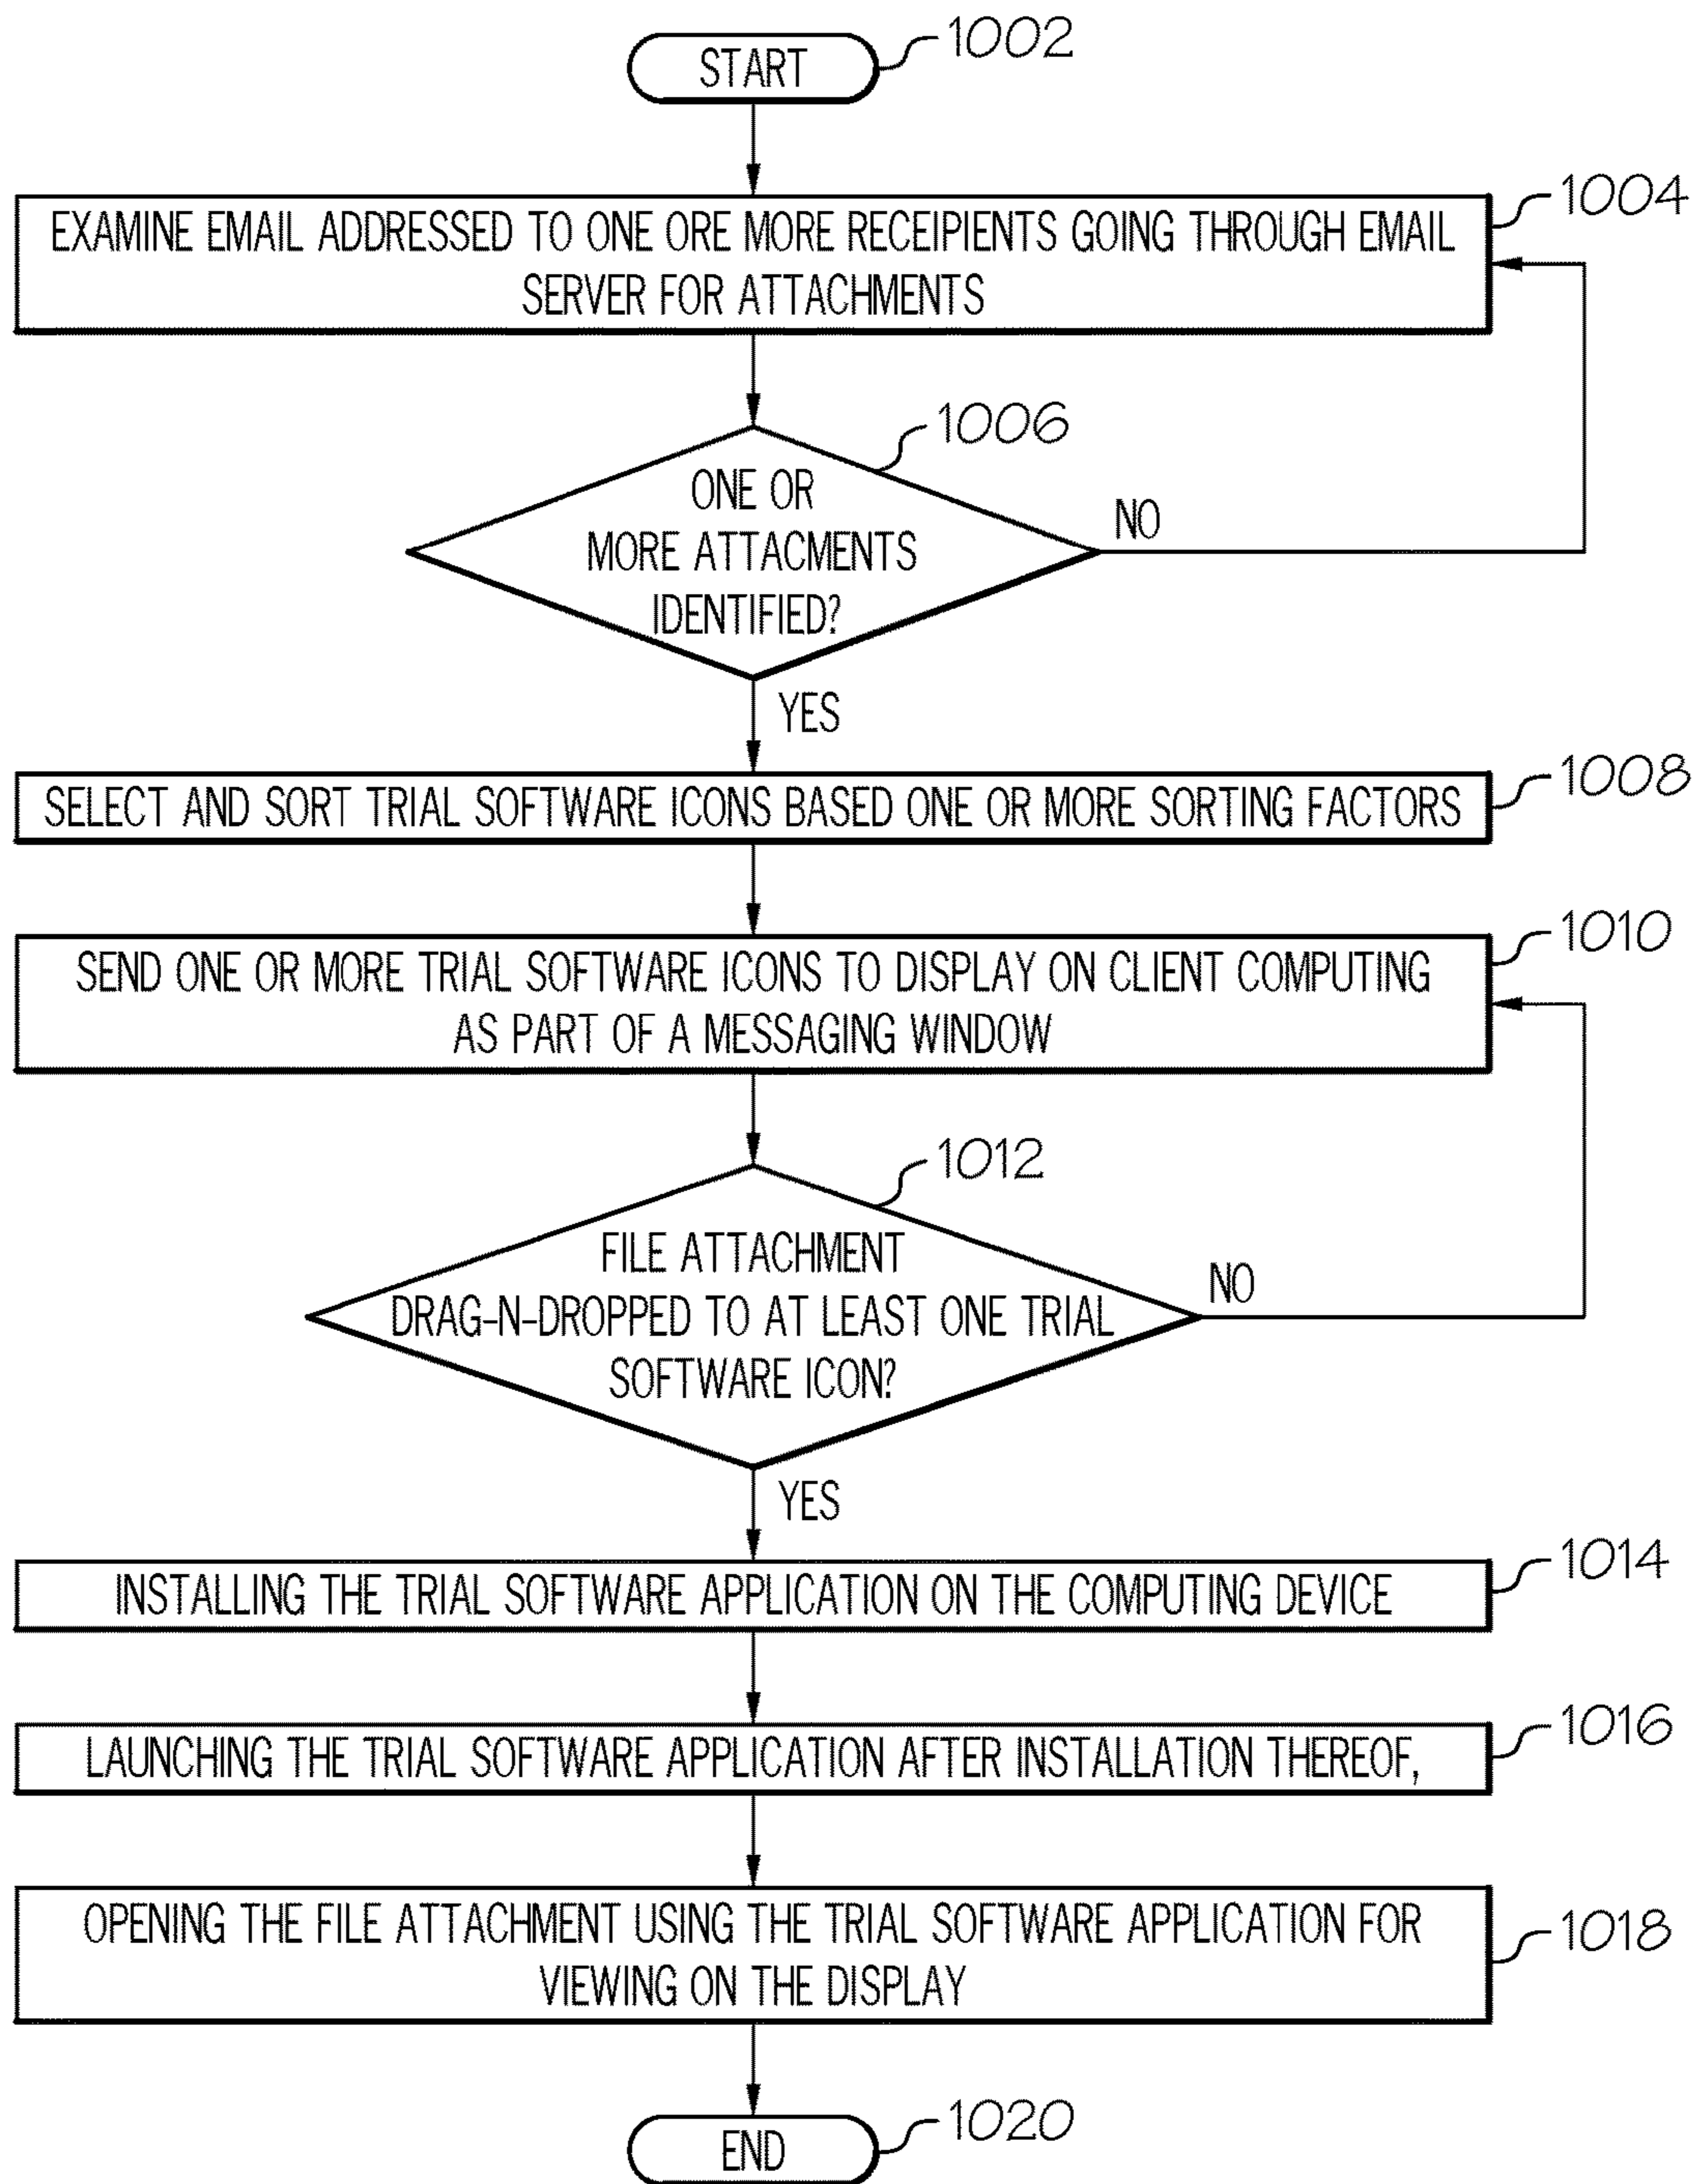 START
1002
EXAMINE EMAIL ADDRESSED TO ONE ORE MORE RECEIPIENTS GOING THROUGH EMAIL
SERVER FOR ATTACHMENTS
1004
1006
ONE OR
MORE ATTACMENTS
IDENTIFIED?
NO
YES
SELECT AND SORT TRIAL SOFTWARE ICONS BASED ONE OR MORE SORTING FACTORS
1008
SEND ONE OR MORE TRIAL SOFTWARE ICONS TO DISPLAY ON CLIENT COMPUTING
AS PART OF A MESSAGING WINDOW
1010
1012
FILE ATTACHMENT
DRAG-N-DROPPED TO AT LEAST ONE TRIAL
SOFTWARE ICON?
NO
YES
INSTALLING THE TRIAL SOFTWARE APPLICATION ON THE COMPUTING DEVICE
1014
LAUNCHING THE TRIAL SOFTWARE APPLICATION AFTER INSTALLATION THEREOF,
1016
OPENING THE FILE ATTACHMENT USING THE TRIAL SOFTWARE APPLICATION FOR
VIEWING ON THE DISPLAY
1018
END
1020